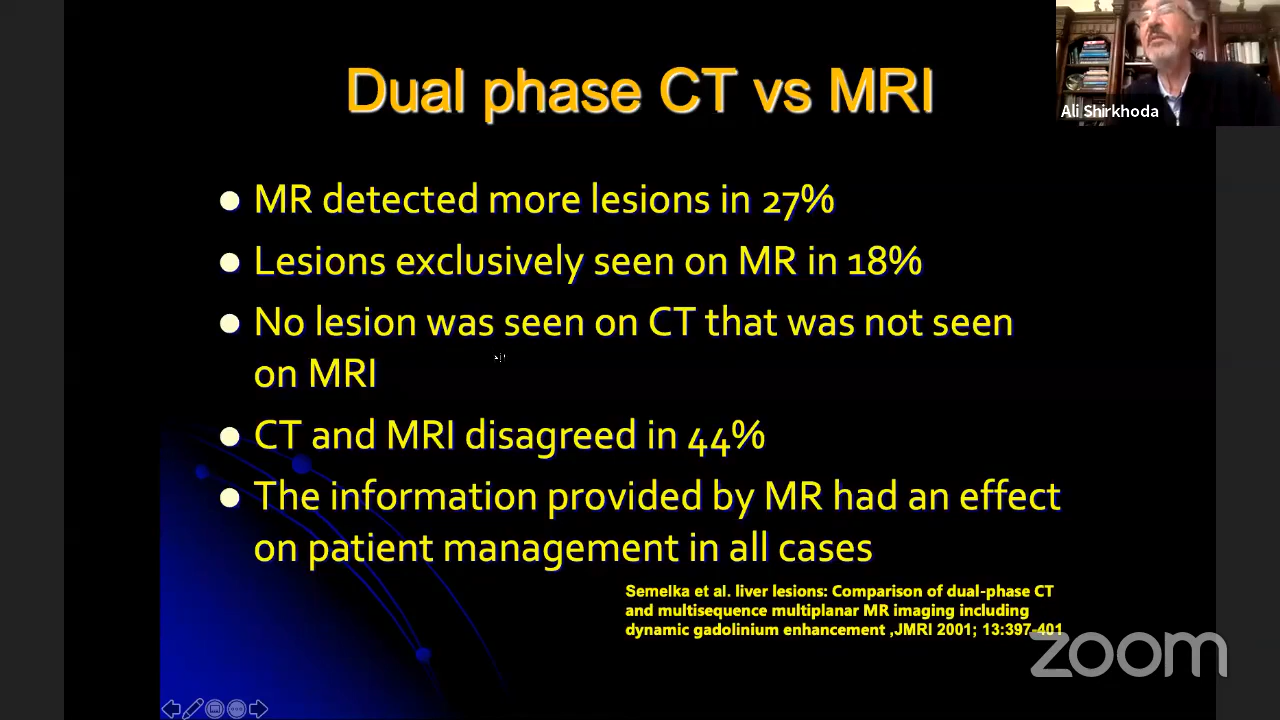 Dual phase CT vs MRI
Ali Shirkhoda
MR detected more lesions in 27%
Lesions exclusively seen on MR in 18%
No lesion was seen on CT that was not seen
on MRI
CT and MRI disagreed in 44%
The information provided by MR had an effect
on patient management in all cases
Semelka et al. liver lesions: Comparison of dual-phase CT
and multisequence multiplanar MR imaging including
dynamic gadolinium enhancement ,JMRI 2001; 13:397-401
zoom